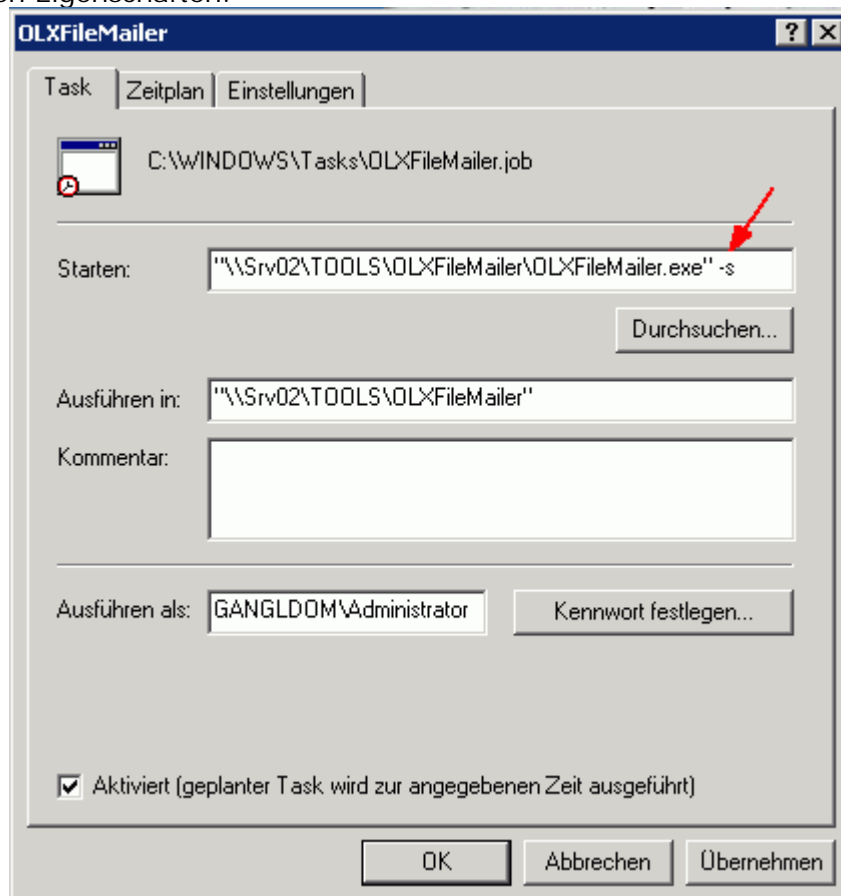 Eigenschaften.
OLXFileMailer
Task Zeitplan Einstellungen
C:\WINDOWS\Tasks\OLXFileMailer.job
Starten: "\\Srv02\TOOLS\OLXFileMailer\OLXFileMailer.exe" -s
Durchsuchen...
Ausführen in: "\\Srv02\TOOLS\OLXFileMailer"
Kommentar:
Ausführen als: GANGLDOM\Administrator Kennwort festlegen...
Aktiviert (geplanter Task wird zur angegebenen Zeit ausgeführt)
OK Abbrechen Übernehmen